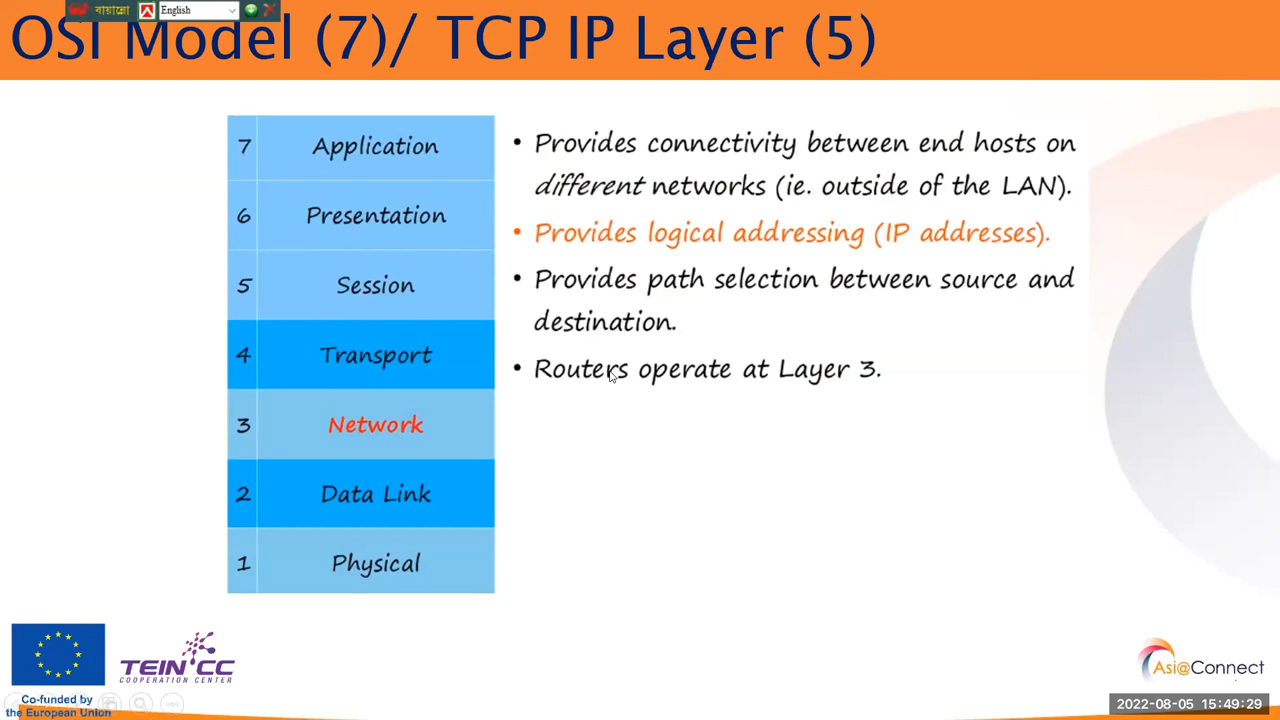 বায়ান্নো
English
OSI Model (7)/ TCP IP Layer (5)
7 Application
6 Presentation
5 Session
4 Transport
3 Network
2 Data Link
1 Physical
• Provides connectivity between end hosts on
different networks (ie. outside of the LAN).
• Provides logical addressing (IP addresses).
• Provides path selection between source and
destination.
• Routers operate at Layer 3.
TEIN*CC
COOPERATION CENTER
Co-funded by
the European Union
Asi@Connect
2022-08-05 15:49:29